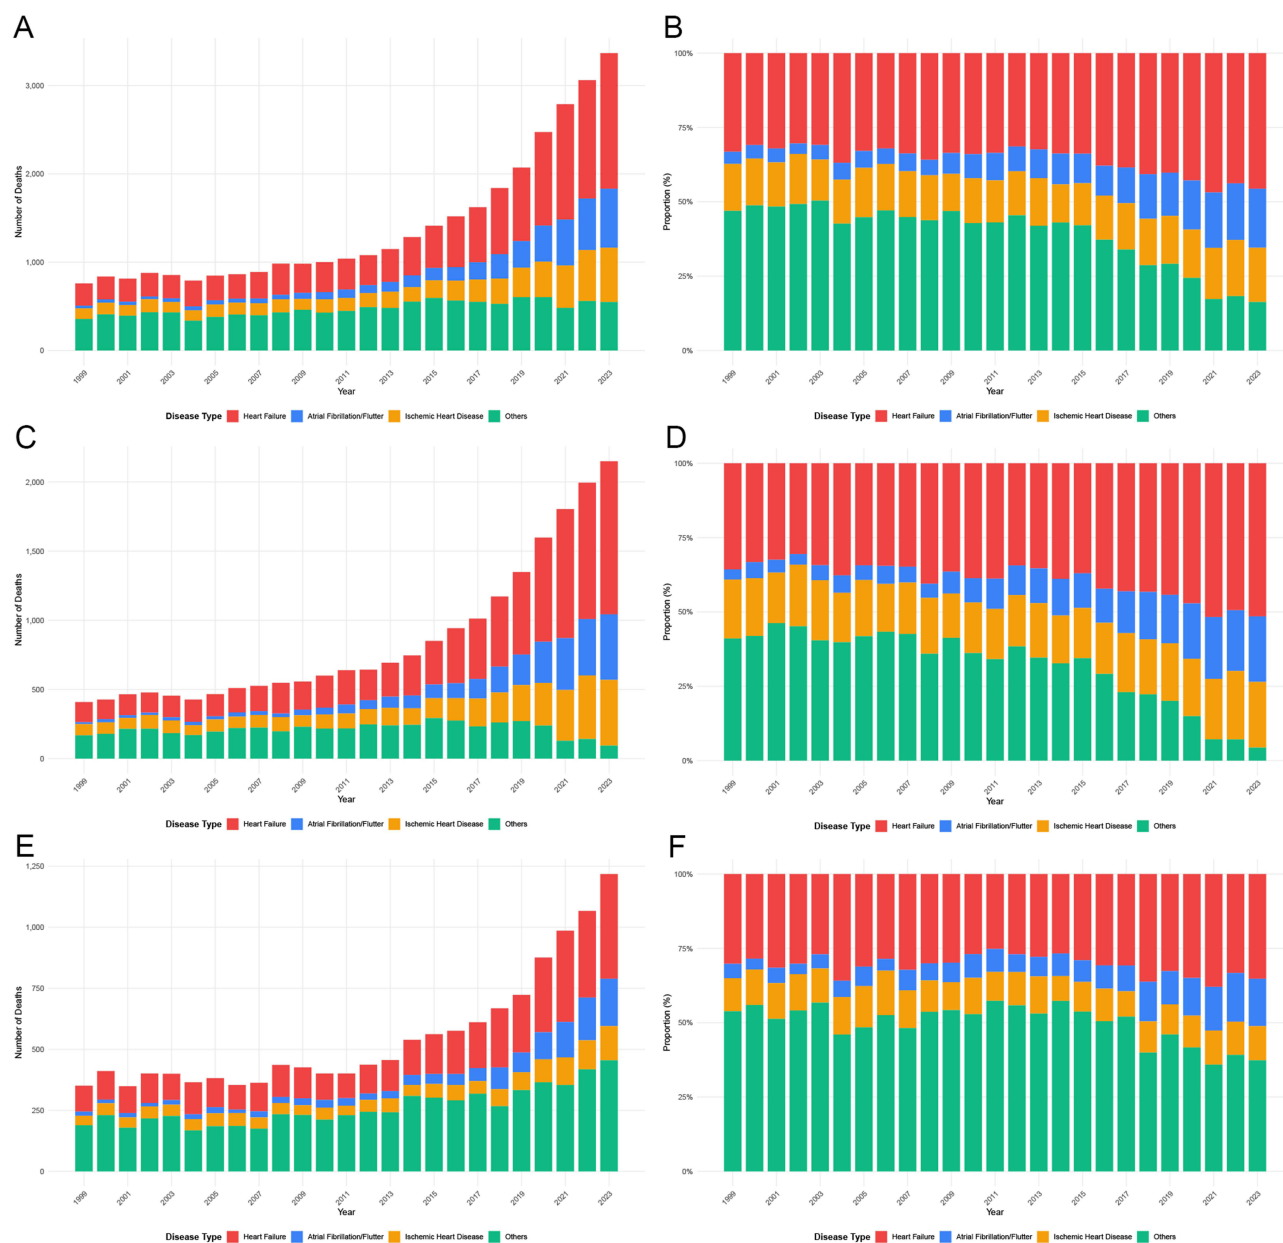 A
Number of Deaths
3,000
2,000
1,000
0
1999 2001 2003 2005 2007 2009 2011 2013 2015 2017 2019 2021 2023
Year
Disease Type Heart Failure Atrial Fibrillation/Flutter Ischemic Heart Disease Others
B
Proportion (%)
100%
75%
50%
25%
0%
1999 2001 2003 2005 2007 2009 2011 2013 2015 2017 2019 2021 2023
Year
Disease Type Heart Failure Atrial Fibrillation/Flutter Ischemic Heart Disease Others
C
Number of Deaths
2,000
1,500
1,000
500
0
1999 2001 2003 2005 2007 2009 2011 2013 2015 2017 2019 2021 2023
Year
Disease Type Heart Failure Atrial Fibrillation/Flutter Ischemic Heart Disease Others
D
Proportion (%)
100%
75%
50%
25%
0%
1999 2001 2003 2005 2007 2009 2011 2013 2015 2017 2019 2021 2023
Year
Disease Type Heart Failure Atrial Fibrillation/Flutter Ischemic Heart Disease Others
E
Number of Deaths
1,250
1,000
750
500
250
0
1999 2001 2003 2005 2007 2009 2011 2013 2015 2017 2019 2021 2023
Year
Disease Type Heart Failure Atrial Fibrillation/Flutter Ischemic Heart Disease Others
F
Proportion (%)
100%
75%
50%
25%
0%
1999 2001 2003 2005 2007 2009 2011 2013 2015 2017 2019 2021 2023
Year
Disease Type Heart Failure Atrial Fibrillation/Flutter Ischemic Heart Disease Others